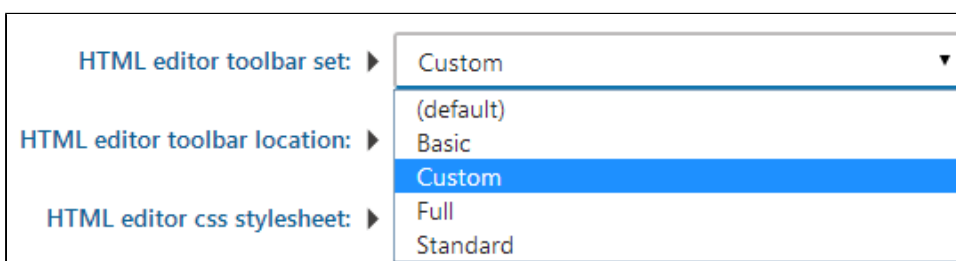 HTML editor toolbar set: Custom
(default)
HTML editor toolbar location: Basic
Custom
HTML editor css stylesheet: Full
Standard